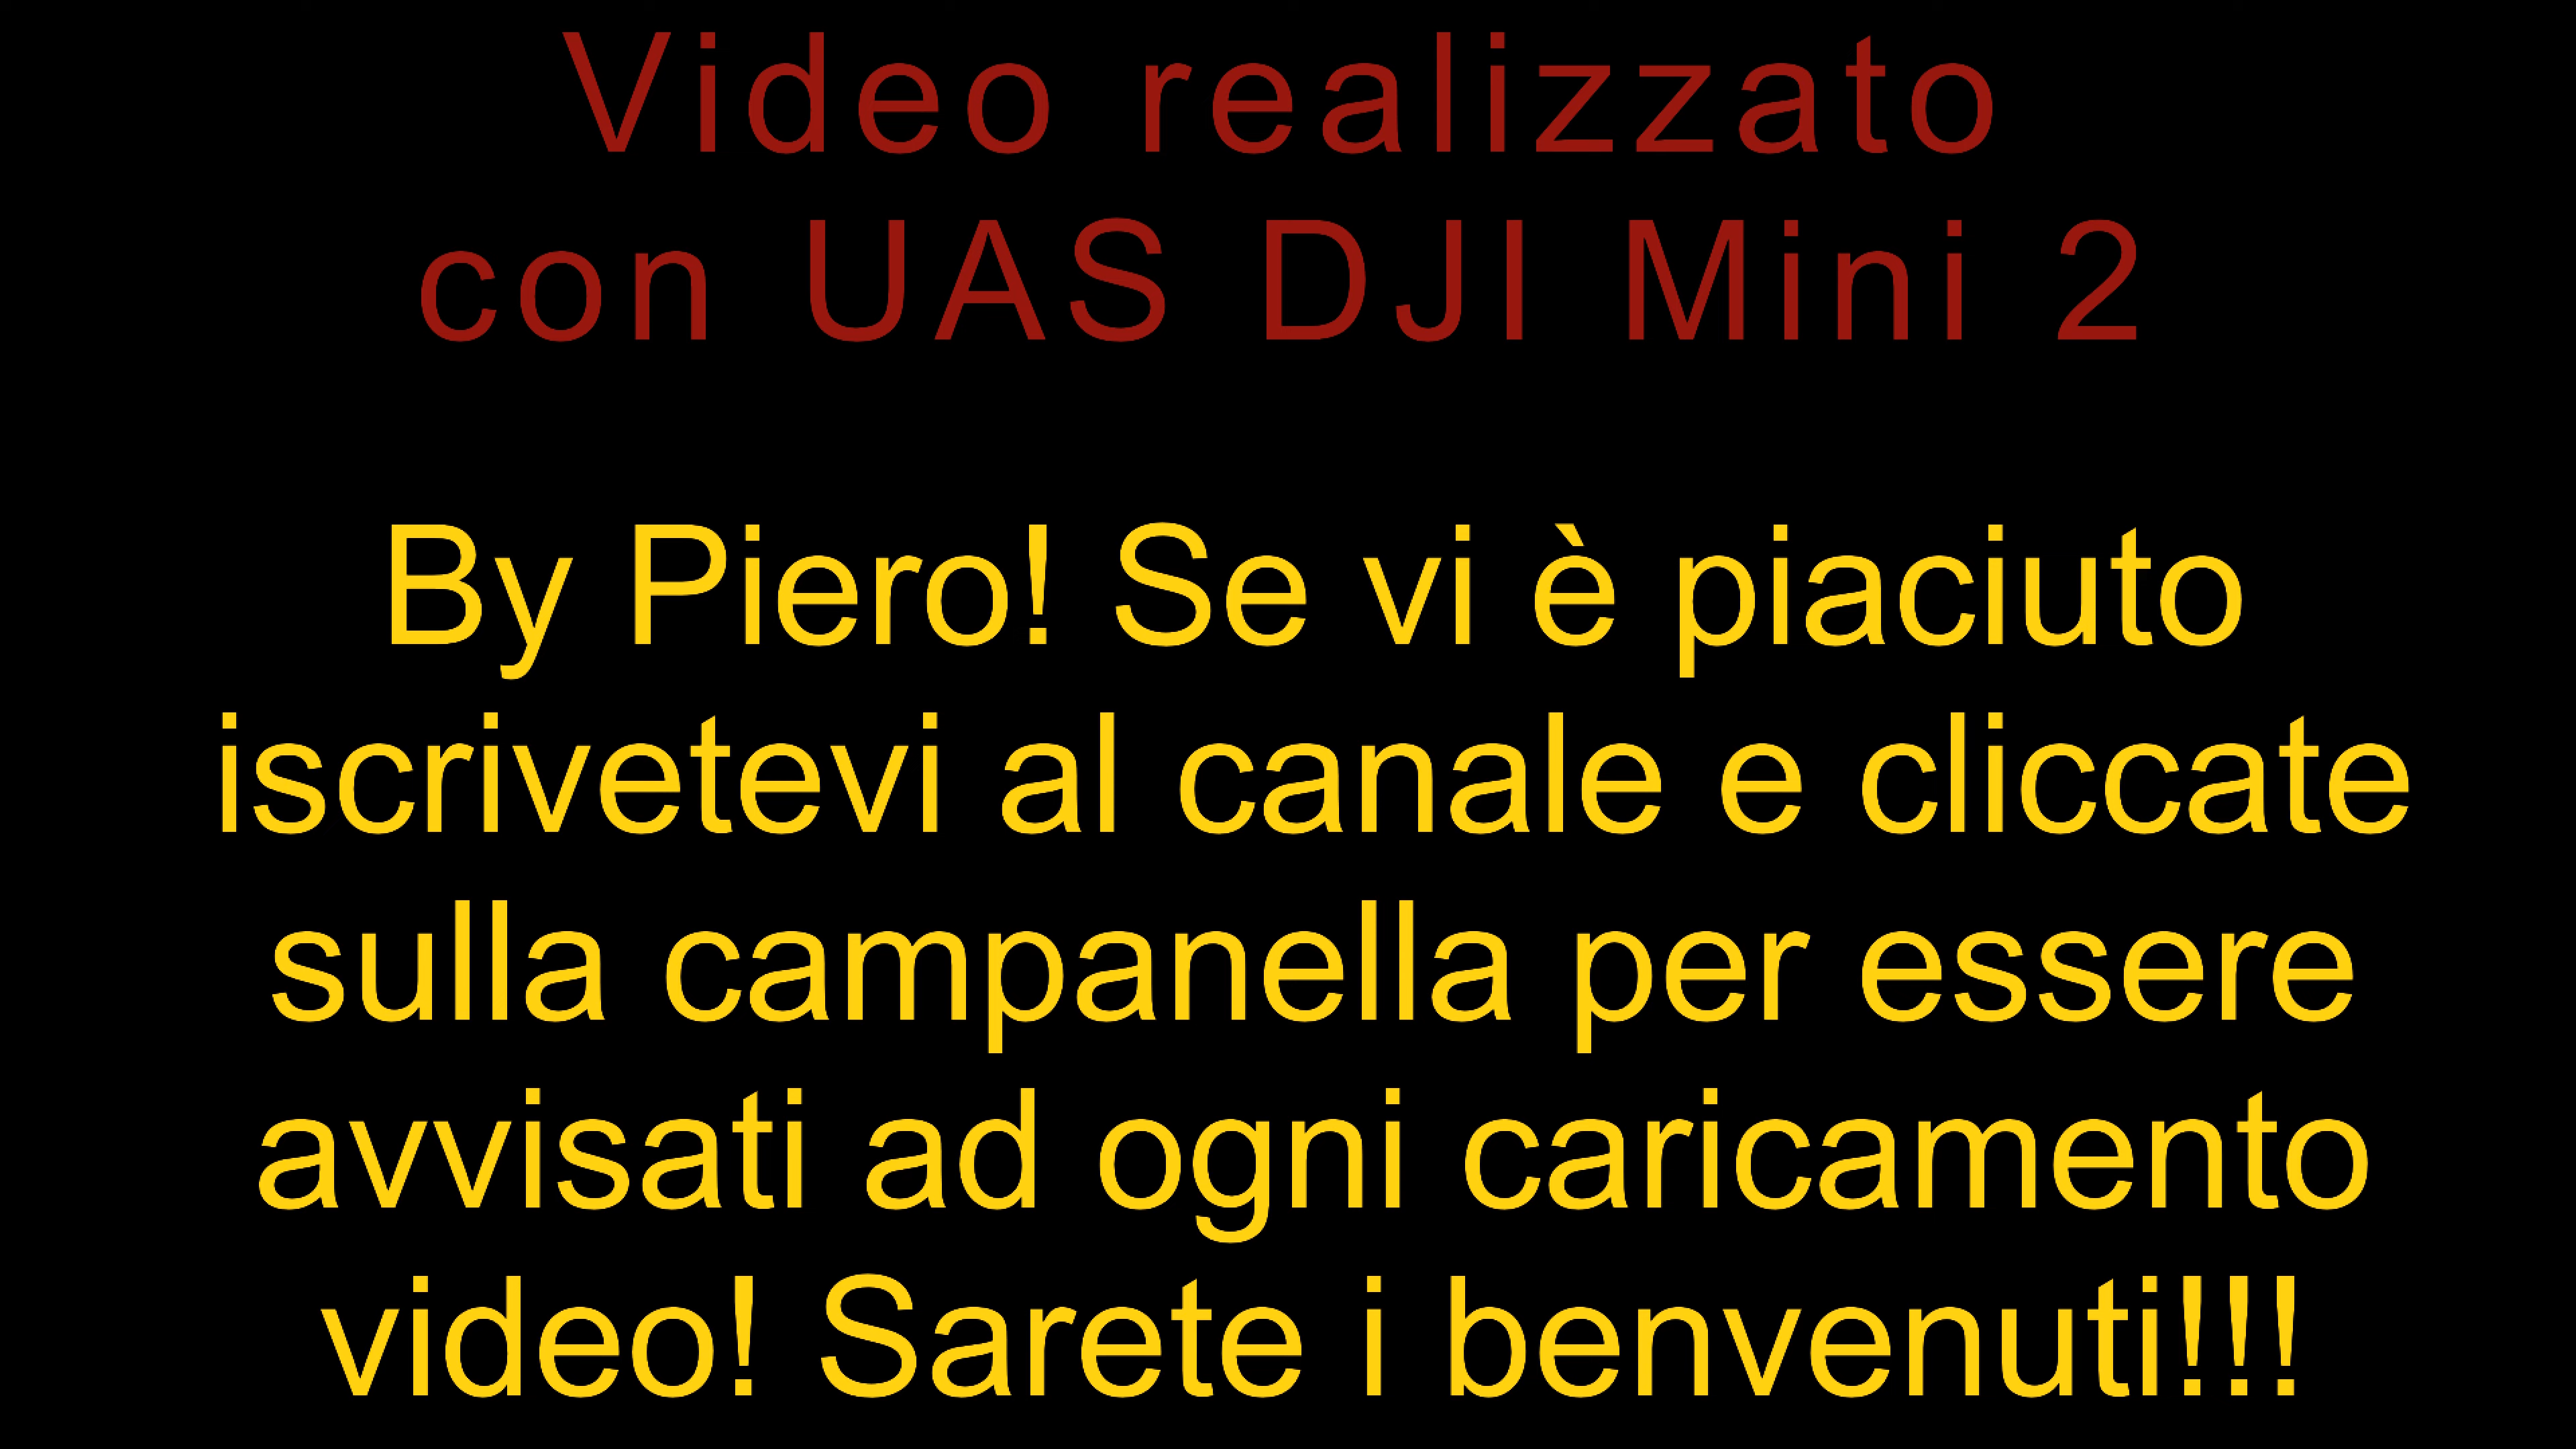 Video realizzato
con UAS DJI Mini 2
By Piero! Se vi è piaciuto
iscrivetevi al canale e cliccate
sulla campanella per essere
avvisati ad ogni caricamento
video! Sarete i benvenuti!!!